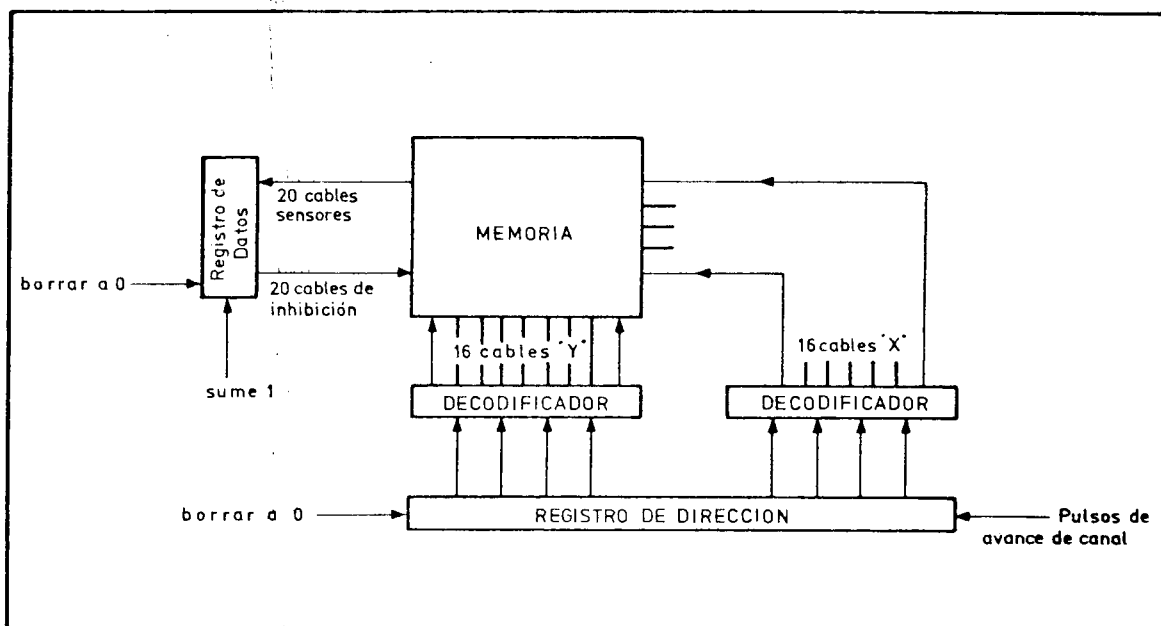 Registro de
Datos
20 cables
sensores
MEMORIA
borrar a 0
20 cables de
inhibición
sume 1
16 cables "Y"
16 cables "X"
DECODIFICADOR
DECODIFICADOR
borrar a 0
REGISTRO DE DIRECCION
Pulsos de
avance de canal